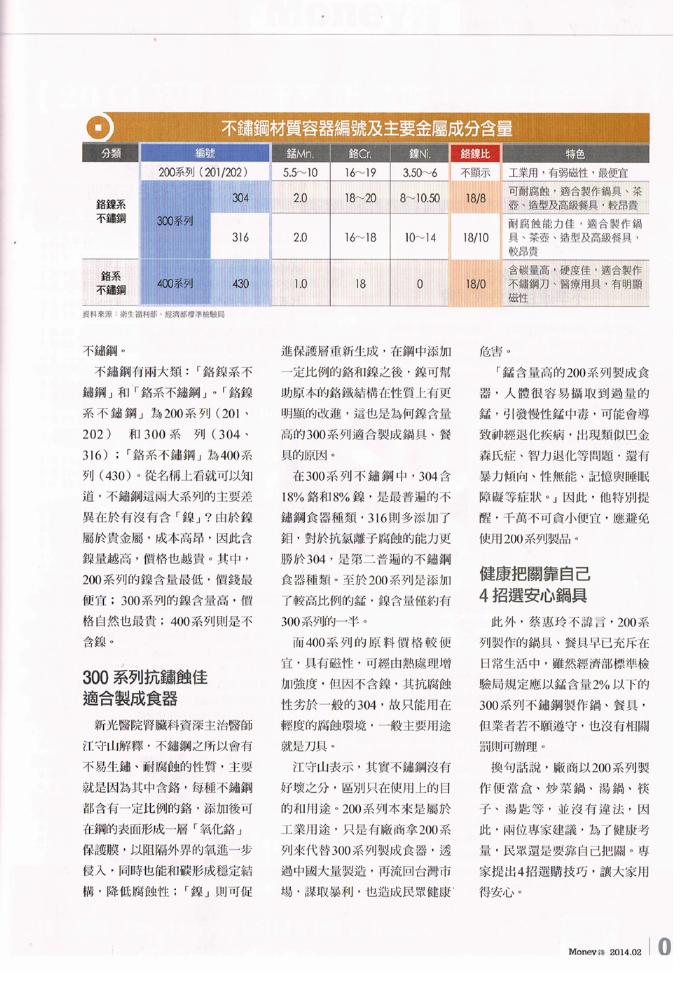 不鏽鋼材質容器編號及主要金屬成分含量
分類 編號 錳Mn. 鉻Cr. 鎳Ni. 鉻鎳比 特色
200系列（201/202） 5.5～10 16～19 3.50～6 不顯示 工業用，有弱磁性，最便宜
鉻鎳系
不鏽鋼
300系列
304 2.0 18～20 8～10.50 18/8
可耐腐蝕，適合製作鍋具、茶
壺、造型及高級餐具，較昂貴
316 2.0 16～18 10～14 18/10
耐腐蝕能力佳，適合製作鍋
具、茶壺、造型及高級餐具，
較昂貴
鉻系
不鏽鋼
400系列 430 1.0 18 0 18/0
含碳量高，硬度佳，適合製作
不鏽鋼刀、醫療用具，有明顯
磁性
資料來源：衛生福利部、經濟部標準檢驗局
不鏽鋼。
不鏽鋼有兩大類：「鉻鎳系不
鏽鋼」和「鉻系不鏽鋼」。「鉻鎳
系不鏽鋼」為200系列（201、
202） 和300系 列（304、
316）；「鉻系不鏽鋼」為400系
列（430）。從名稱上看就可以知
道，不鏽鋼這兩大系列的主要差
異在於有沒有含「鎳」？由於鎳
屬於貴金屬，成本高昂，因此含
鎳量越高，價格也越貴。其中，
200系列的鎳含量最低，價錢最
便宜；300系列的鎳含量高，價
格自然也最貴；400系列則是不
含鎳。
300 系列抗鏽蝕佳
適合製成食器
新光醫院腎臟科資深主治醫師
江守山解釋，不鏽鋼之所以會有
不易生鏽、耐腐蝕的性質，主要
就是因為其中含鉻，每種不鏽鋼
都含有一定比例的鉻，添加後可
在鋼的表面形成一層「氧化鉻」
保護膜，以阻隔外界的氧進一步
侵入，同時也能和碳形成穩定結
構，降低腐蝕性；「鎳」則可促
進保護層重新生成，在鋼中添加
一定比例的鉻和鎳之後，鎳可幫
助原本的鉻鐵結構在性質上有更
明顯的改進，這也是為何鎳含量
高的300系列適合製成鍋具、餐
具的原因。
在300系列不鏽鋼中，304含
18%鉻和8%鎳，是最普遍的不
鏽鋼食器種類，316則多添加了
鉬，對於抗氯離子腐蝕的能力更
勝於304，是第二普遍的不鏽鋼
食器種類。至於200系列是添加
了較高比例的錳，鎳含量僅約有
300系列的一半。
而400系列的原料價格較便
宜，具有磁性，可經由熱處理增
加強度，但因不含鎳，其抗腐蝕
性劣於一般的304，故只能用在
輕度的腐蝕環境，一般主要用途
就是刀具。
江守山表示，其實不鏽鋼沒有
好壞之分，區別只在使用上的目
的和用途。200系列本來是屬於
工業用途，只是有廠商拿200系
列來代替300系列製成食器，透
過中國大量製造，再流回台灣市
場，謀取暴利，也造成民眾健康
危害。
「錳含量高的200系列製成食
器，人體很容易攝取到過量的
錳，引發慢性錳中毒，可能會導
致神經退化疾病，出現類似巴金
森氏症、智力退化等問題，還有
暴力傾向、性無能、記憶與睡眠
障礙等症狀。」因此，他特別提
醒，千萬不可貪小便宜，應避免
使用200系列製品。
健康把關靠自己
4 招選安心鍋具
此外，蔡惠玲不諱言，200系
列製作的鍋具、餐具早已充斥在
日常生活中，雖然經濟部標準檢
驗局規定應以錳含量2%以下的
300系列不鏽鋼製作鍋、餐具，
但業者若不願遵守，也沒有相關
罰則可辦理。
換句話說，廠商以200系列製
作便當盒、炒菜鍋、湯鍋、筷
子、湯匙等，並沒有違法，因
此，兩位專家建議，為了健康考
量，民眾還是要靠自己把關。專
家提出4招選購技巧，讓大家用
得安心。
Money錢 2014.02 0